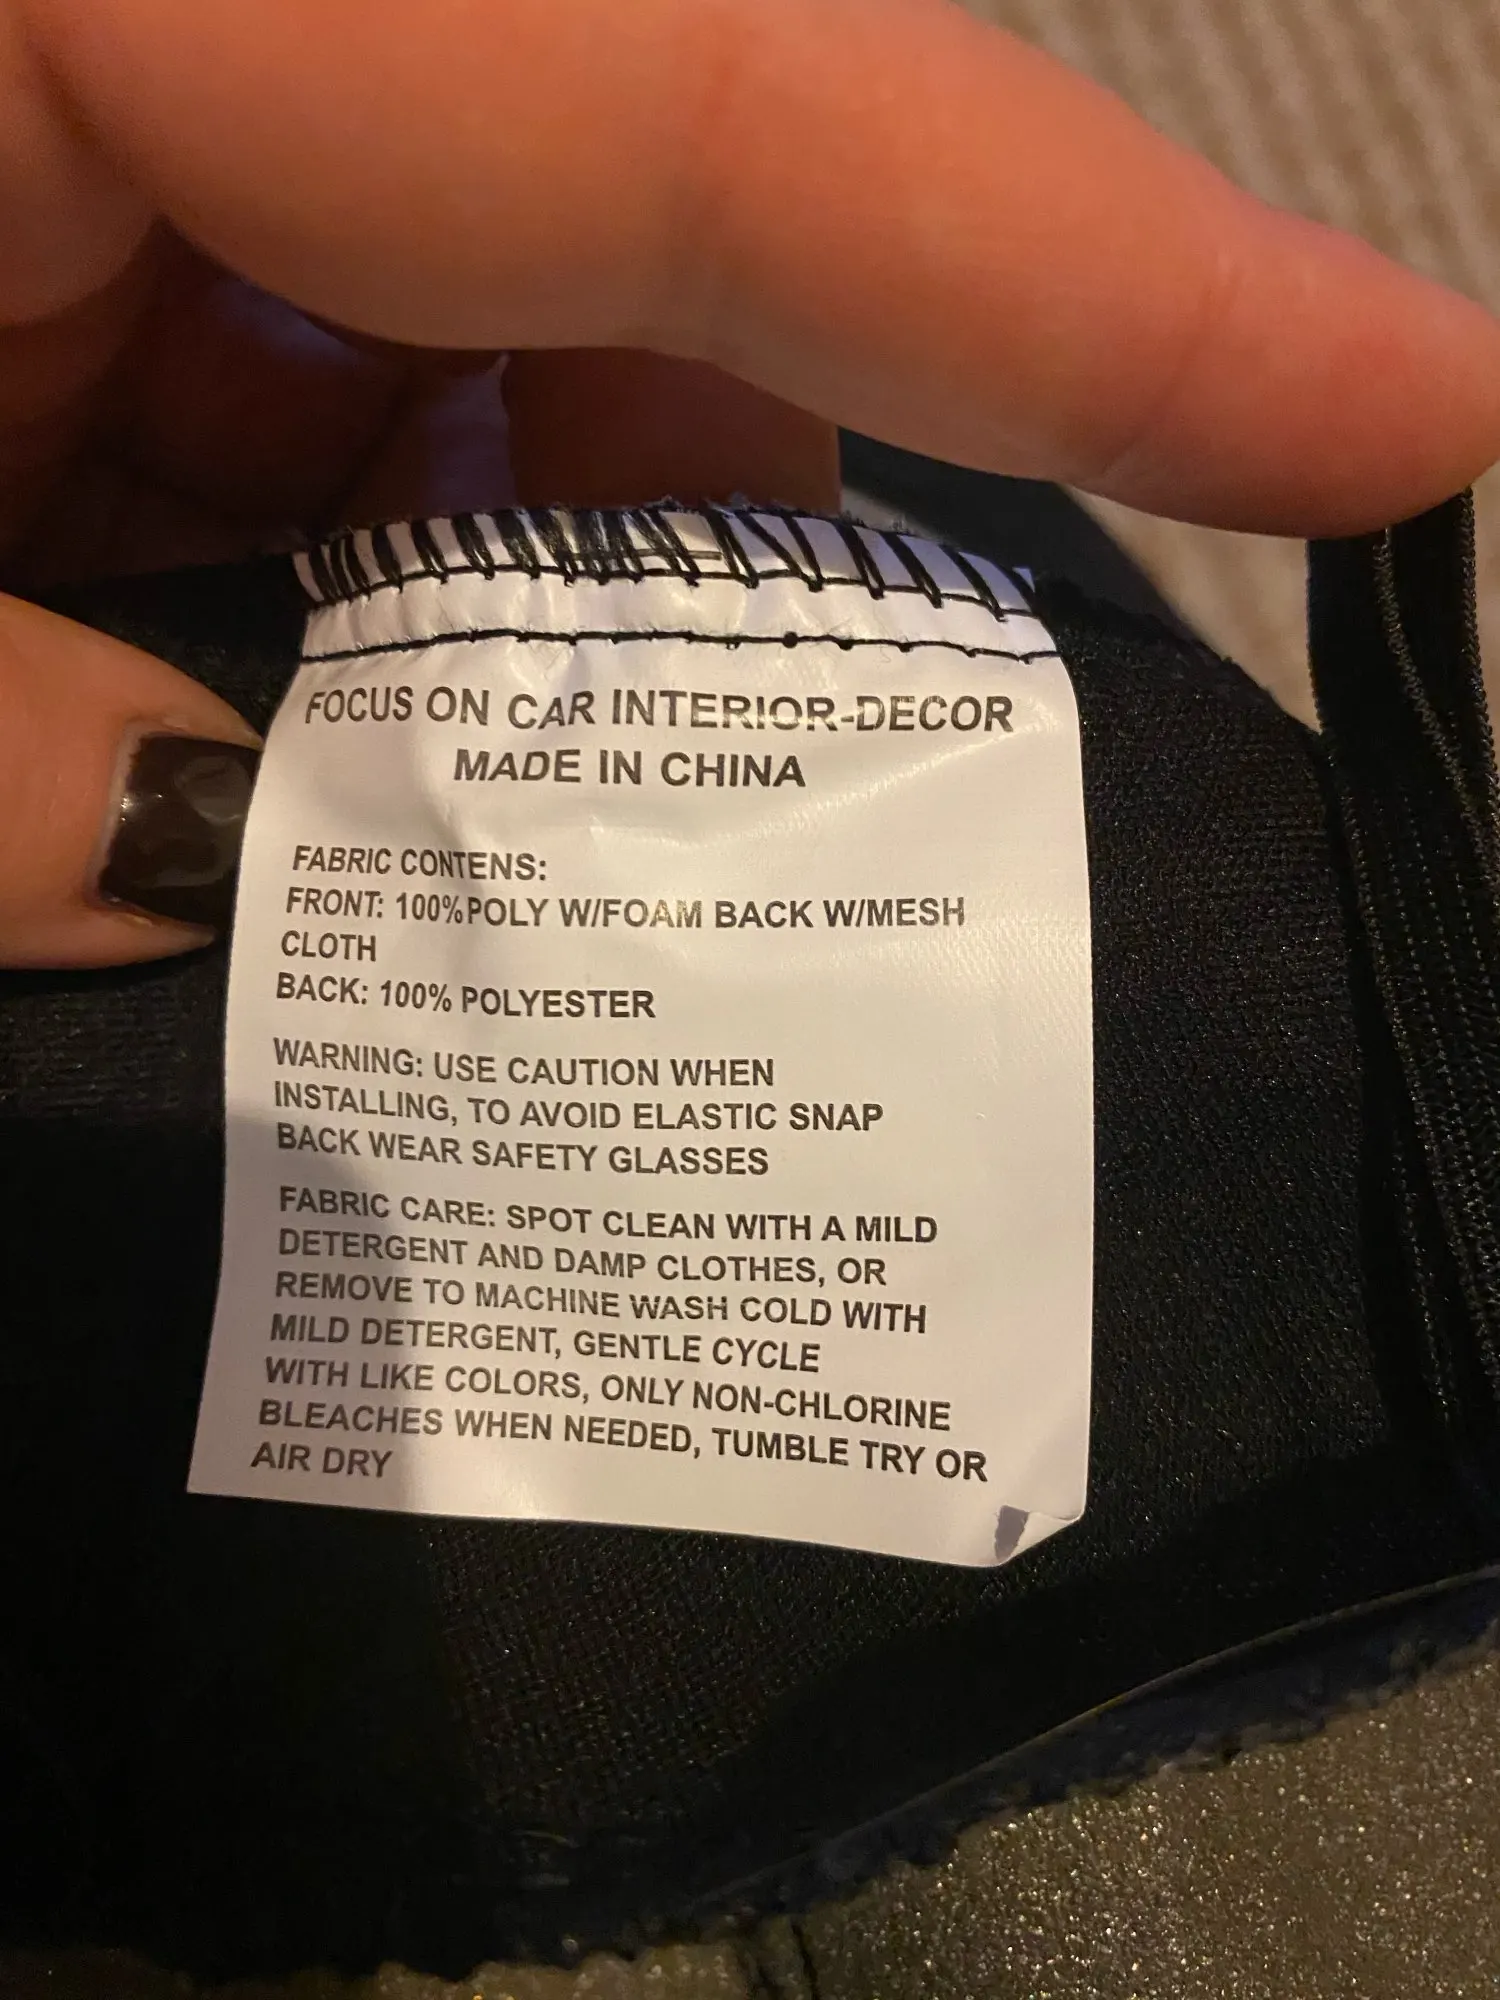 FOCUS ON CAR INTERIOR-DECOR
MADE IN CHINA
FABRIC CONTENS:
FRONT: 100%POLY W/FOAM BACK W/MESH
CLOTH
BACK: 100% POLYESTER
WARNING: USE CAUTION WHEN
INSTALLING, TO AVOID ELASTIC SNAP
BACK WEAR SAFETY GLASSES
FABRIC CARE: SPOT CLEAN WITH A MILD
DETERGENT AND DAMP CLOTHES, OR
REMOVE TO MACHINE WASH COLD WITH
MILD DETERGENT, GENTLE CYCLE
WITH LIKE COLORS, ONLY NON-CHLORINE
BLEACHES WHEN NEEDED, TUMBLE TRY OR
AIR DRY